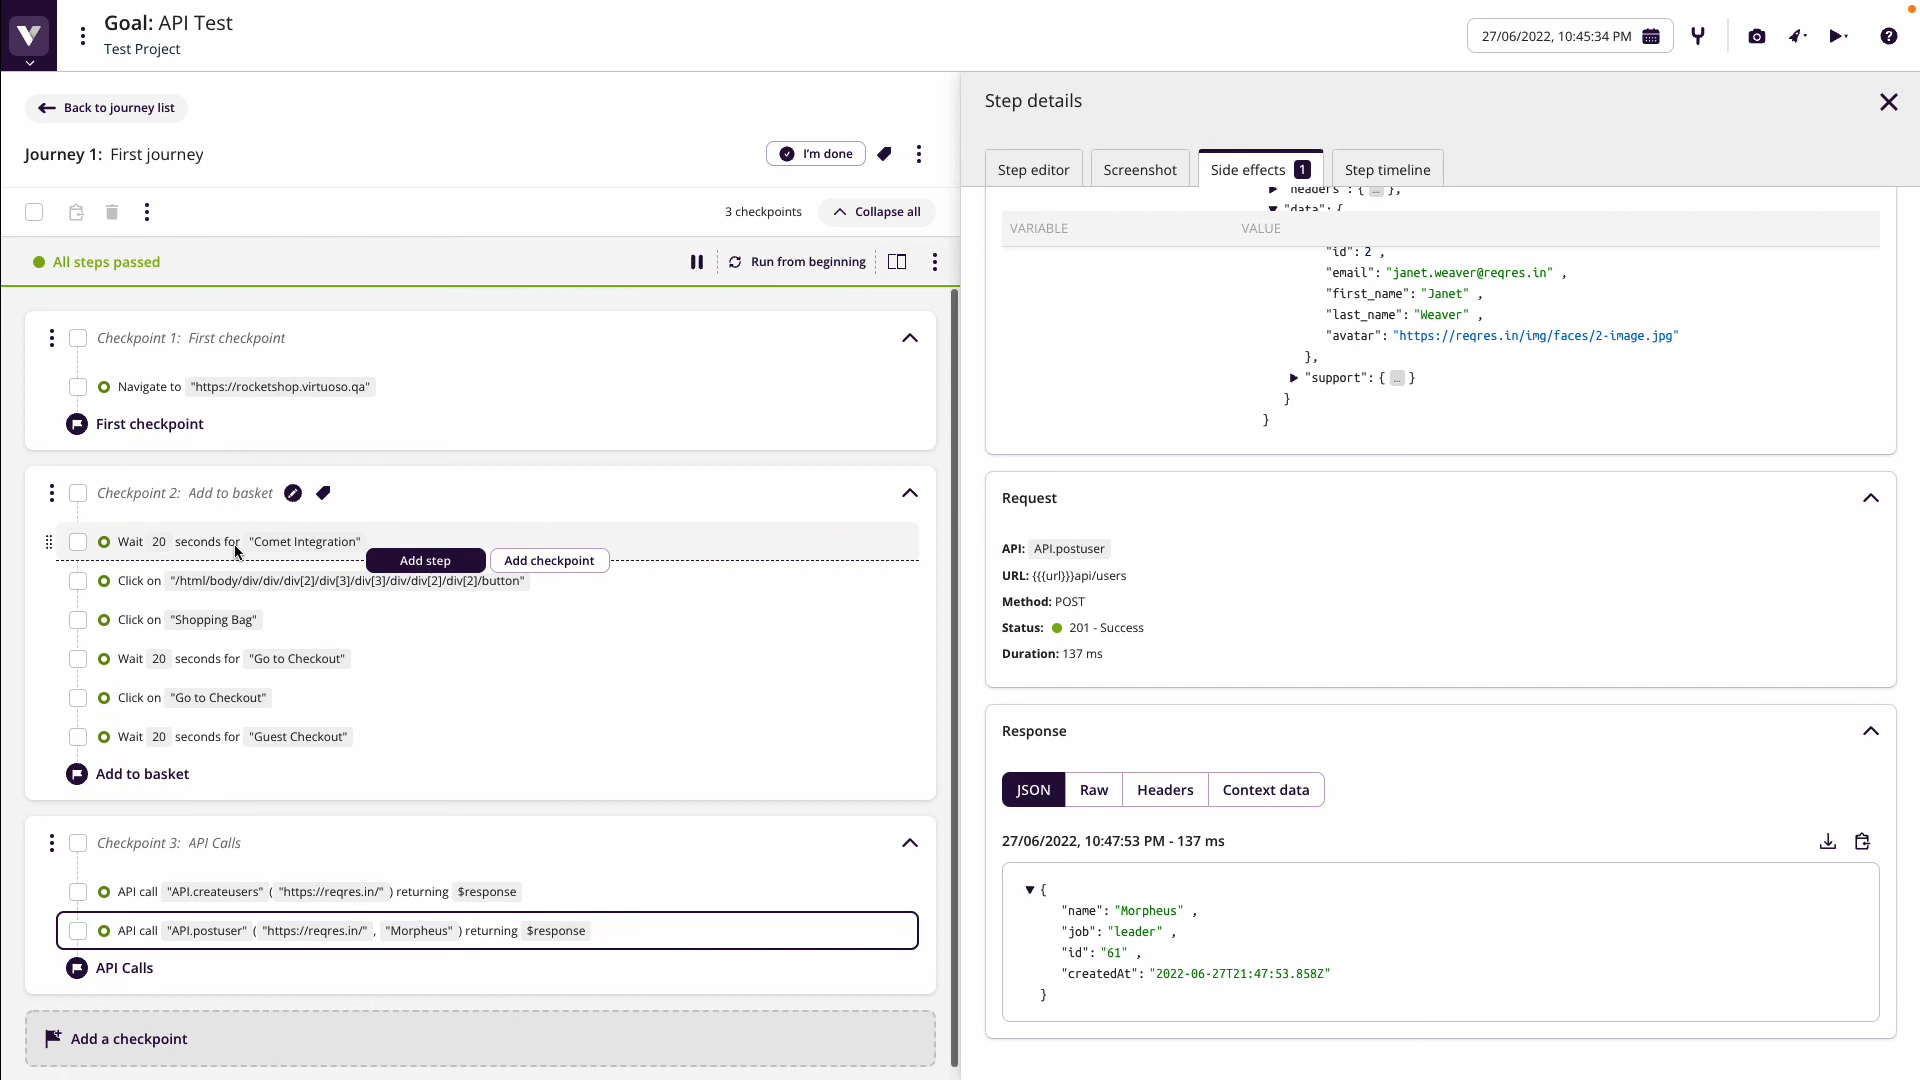 Goal: API Test
Test Project
27/06/2022, 10:45:34 PM
Back to journey list
Journey 1: First journey
I'm done
3 checkpoints
Collapse all
All steps passed
Run from beginning
Checkpoint 1: First checkpoint
Navigate to "https://rocketshop.virtuoso.qa"
First checkpoint
Checkpoint 2: Add to basket
Wait 20 seconds for "Comet Integration"
Add step
Add checkpoint
Click on "/html/body/div/div/div[2]/div[3]/div[3]/div/div[2]/div[2]/button"
Click on "Shopping Bag"
Wait 20 seconds for "Go to Checkout"
Click on "Go to Checkout"
Wait 20 seconds for "Guest Checkout"
Add to basket
Checkpoint 3: API Calls
API call "API.createusers" ( "https://reqres.in/" ) returning $response
API call "API.postuser" ( "https://reqres.in/" , "Morpheus" ) returning $response
API Calls
Add a checkpoint
Step details
Step editor
Screenshot
Side effects 1
Step timeline
"headers": { … },
"data": {
VARIABLE VALUE
"id": 2 ,
"email": "janet.weaver@reqres.in" ,
"first_name": "Janet" ,
"last_name": "Weaver" ,
"avatar": "https://reqres.in/img/faces/2-image.jpg"
},
"support": { … }
}
}
Request
API: API.postuser
URL: {{{url}}}api/users
Method: POST
Status: 201 - Success
Duration: 137 ms
Response
JSON
Raw
Headers
Context data
27/06/2022, 10:47:53 PM - 137 ms
{
"name": "Morpheus" ,
"job": "leader" ,
"id": "61" ,
"createdAt": "2022-06-27T21:47:53.858Z"
}